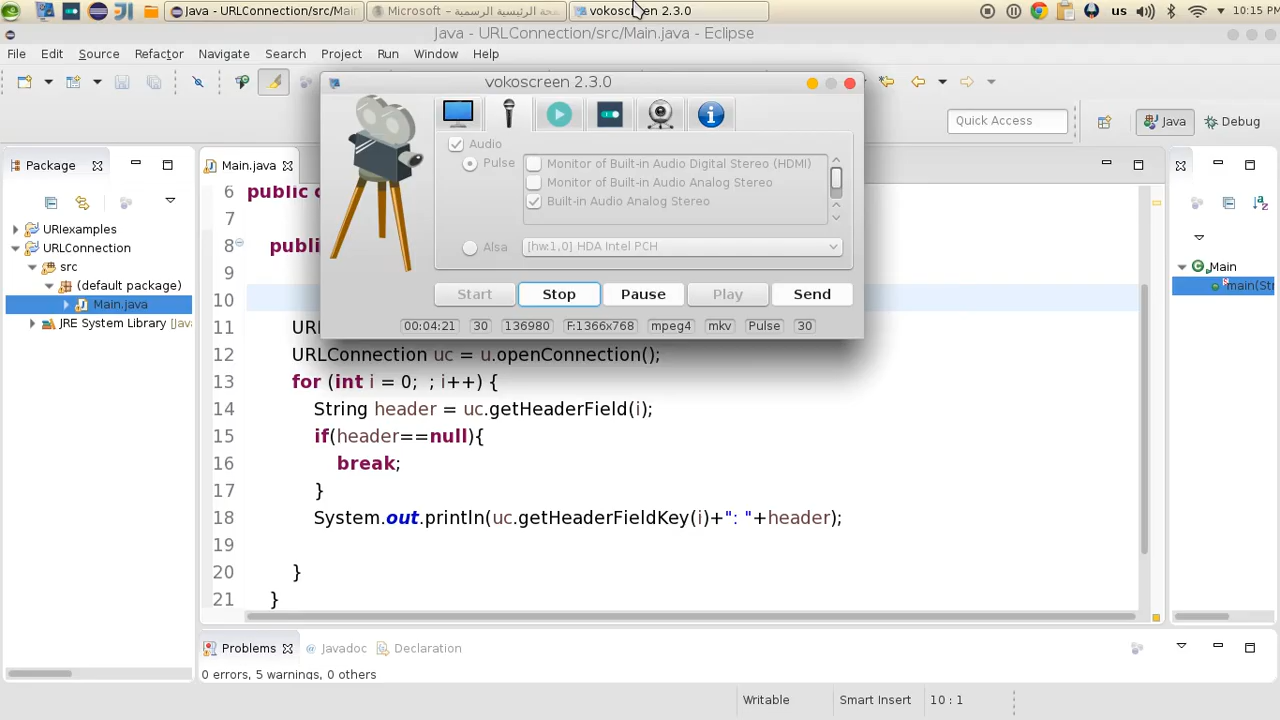 Java - URLConnection/src/Mai
Microsoft – الصفحة الرئيسية الرسمية
vokoscreen 2.3.0
us
10:15 PM
Java - URLConnection/src/Main.java - Eclipse
File Edit Source Refactor Navigate Search Project Run Window Help
vokoscreen 2.3.0
Quick Access
Java
Debug
Audio
Pulse
Monitor of Built-in Audio Digital Stereo (HDMI)
Monitor of Built-in Audio Analog Stereo
Built-in Audio Analog Stereo
Alsa
[hw:1,0] HDA Intel PCH
Start
Stop
Pause
Play
Send
00:04:21 30 136980 F:1366x768 mpeg4 mkv Pulse 30
Package
URIexamples
URLConnection
src
(default package)
Main.java
JRE System Library [Java
Main.java
6 public c
7
8 publi
9
10
11 URL
12 URLConnection uc = u.openConnection();
13 for (int i = 0; ; i++) {
14 String header = uc.getHeaderField(i);
15 if(header==null){
16 break;
17 }
18 System.out.println(uc.getHeaderFieldKey(i)+": "+header);
19
20 }
21 }
Main
main(Str
Problems
@ Javadoc
Declaration
0 errors, 5 warnings, 0 others
Writable
Smart Insert
10 : 1